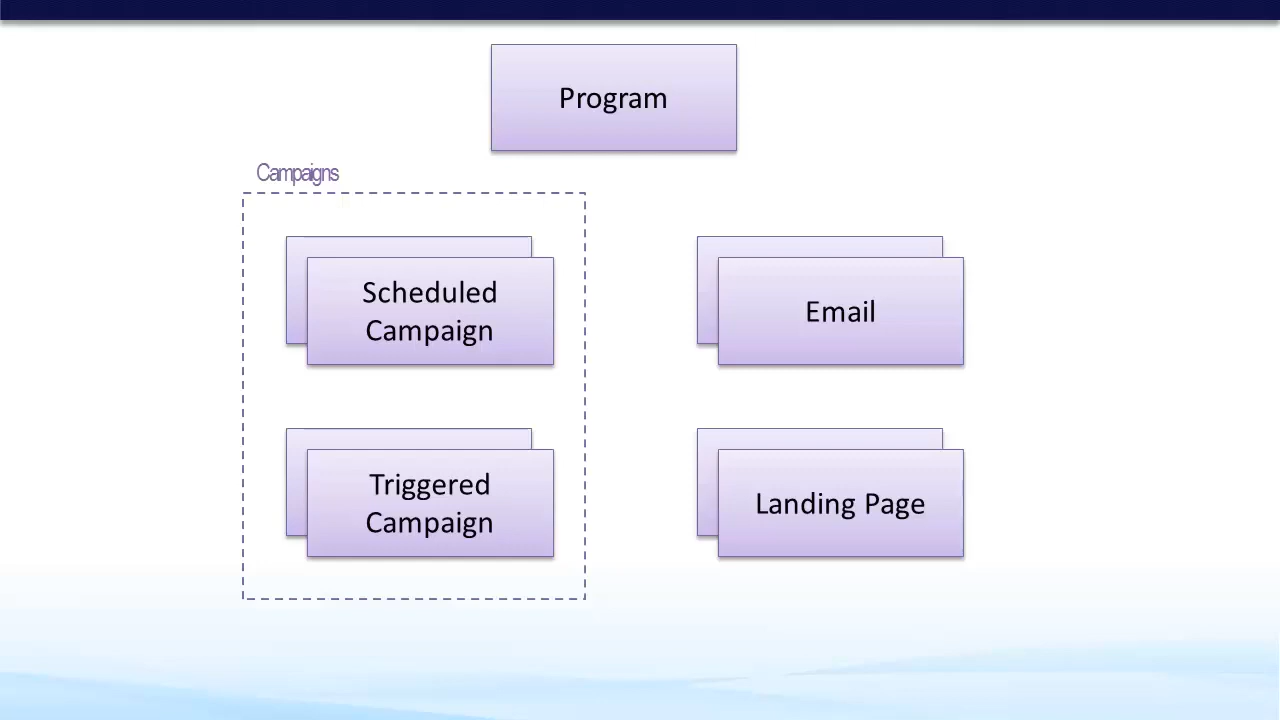 Program
Campaigns
Scheduled
Campaign
Email
Triggered
Campaign
Landing Page